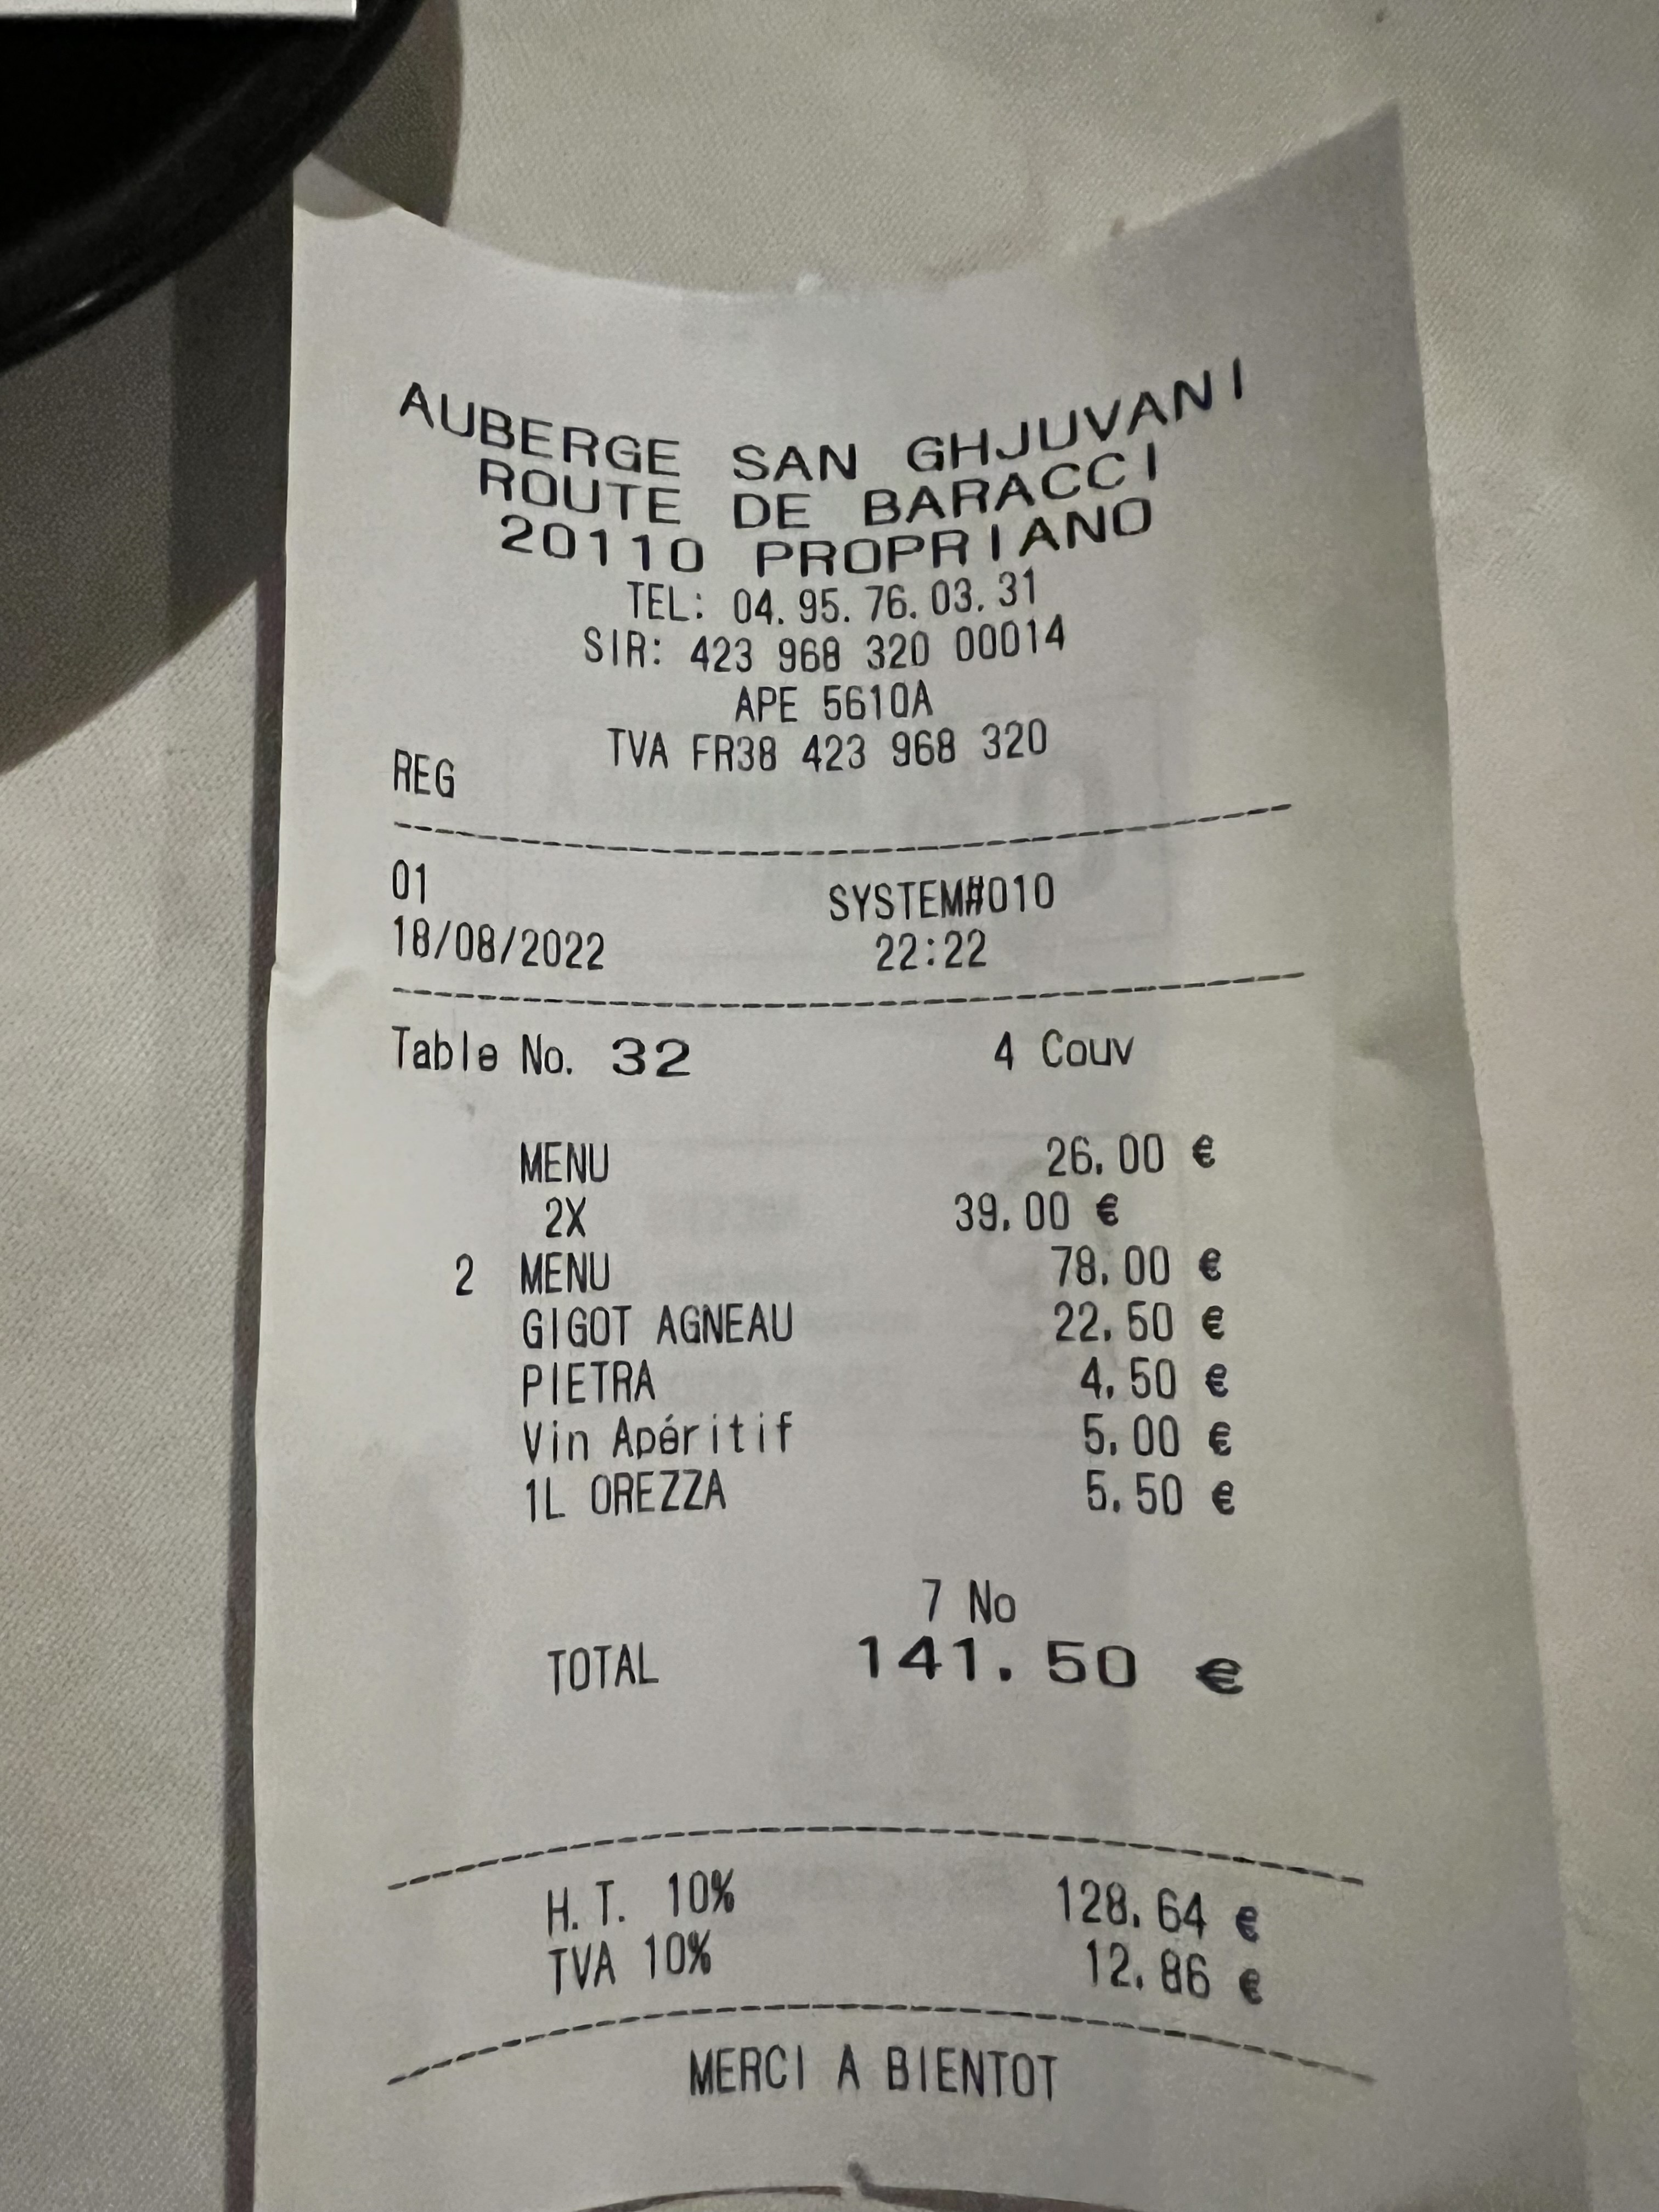 AUBERGE SAN GHJUVANI
ROUTE DE BARACCI
20110 PROPRIANO
TEL: 04.95.76.03.31
SIR: 423 968 320 00014
APE 5610A
TVA FR38 423 968 320
REG
01 SYSTEM#010
18/08/2022 22:22
Table No. 32 4 Couv
MENU 26.00 €
2X 39.00 €
2 MENU 78.00 €
GIGOT AGNEAU 22.50 €
PIETRA 4.50 €
Vin Apéritif 5.00 €
1L OREZZA 5.50 €
7 No
TOTAL 141.50 €
H.T. 10% 128.64 €
TVA 10% 12.86 €
MERCI A BIENTOT